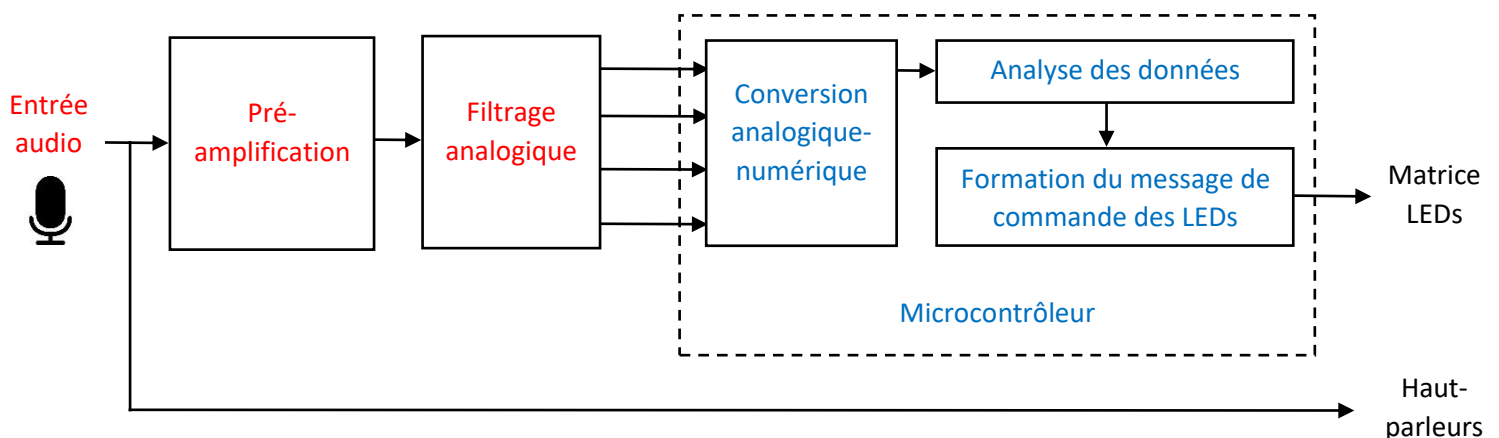 Entrée
audio
Pré-
amplification
Filtrage
analogique
Conversion
analogique-
numérique
Analyse des données
Formation du message de
commande des LEDs
Microcontrôleur
Matrice
LEDs
Haut-
parleurs